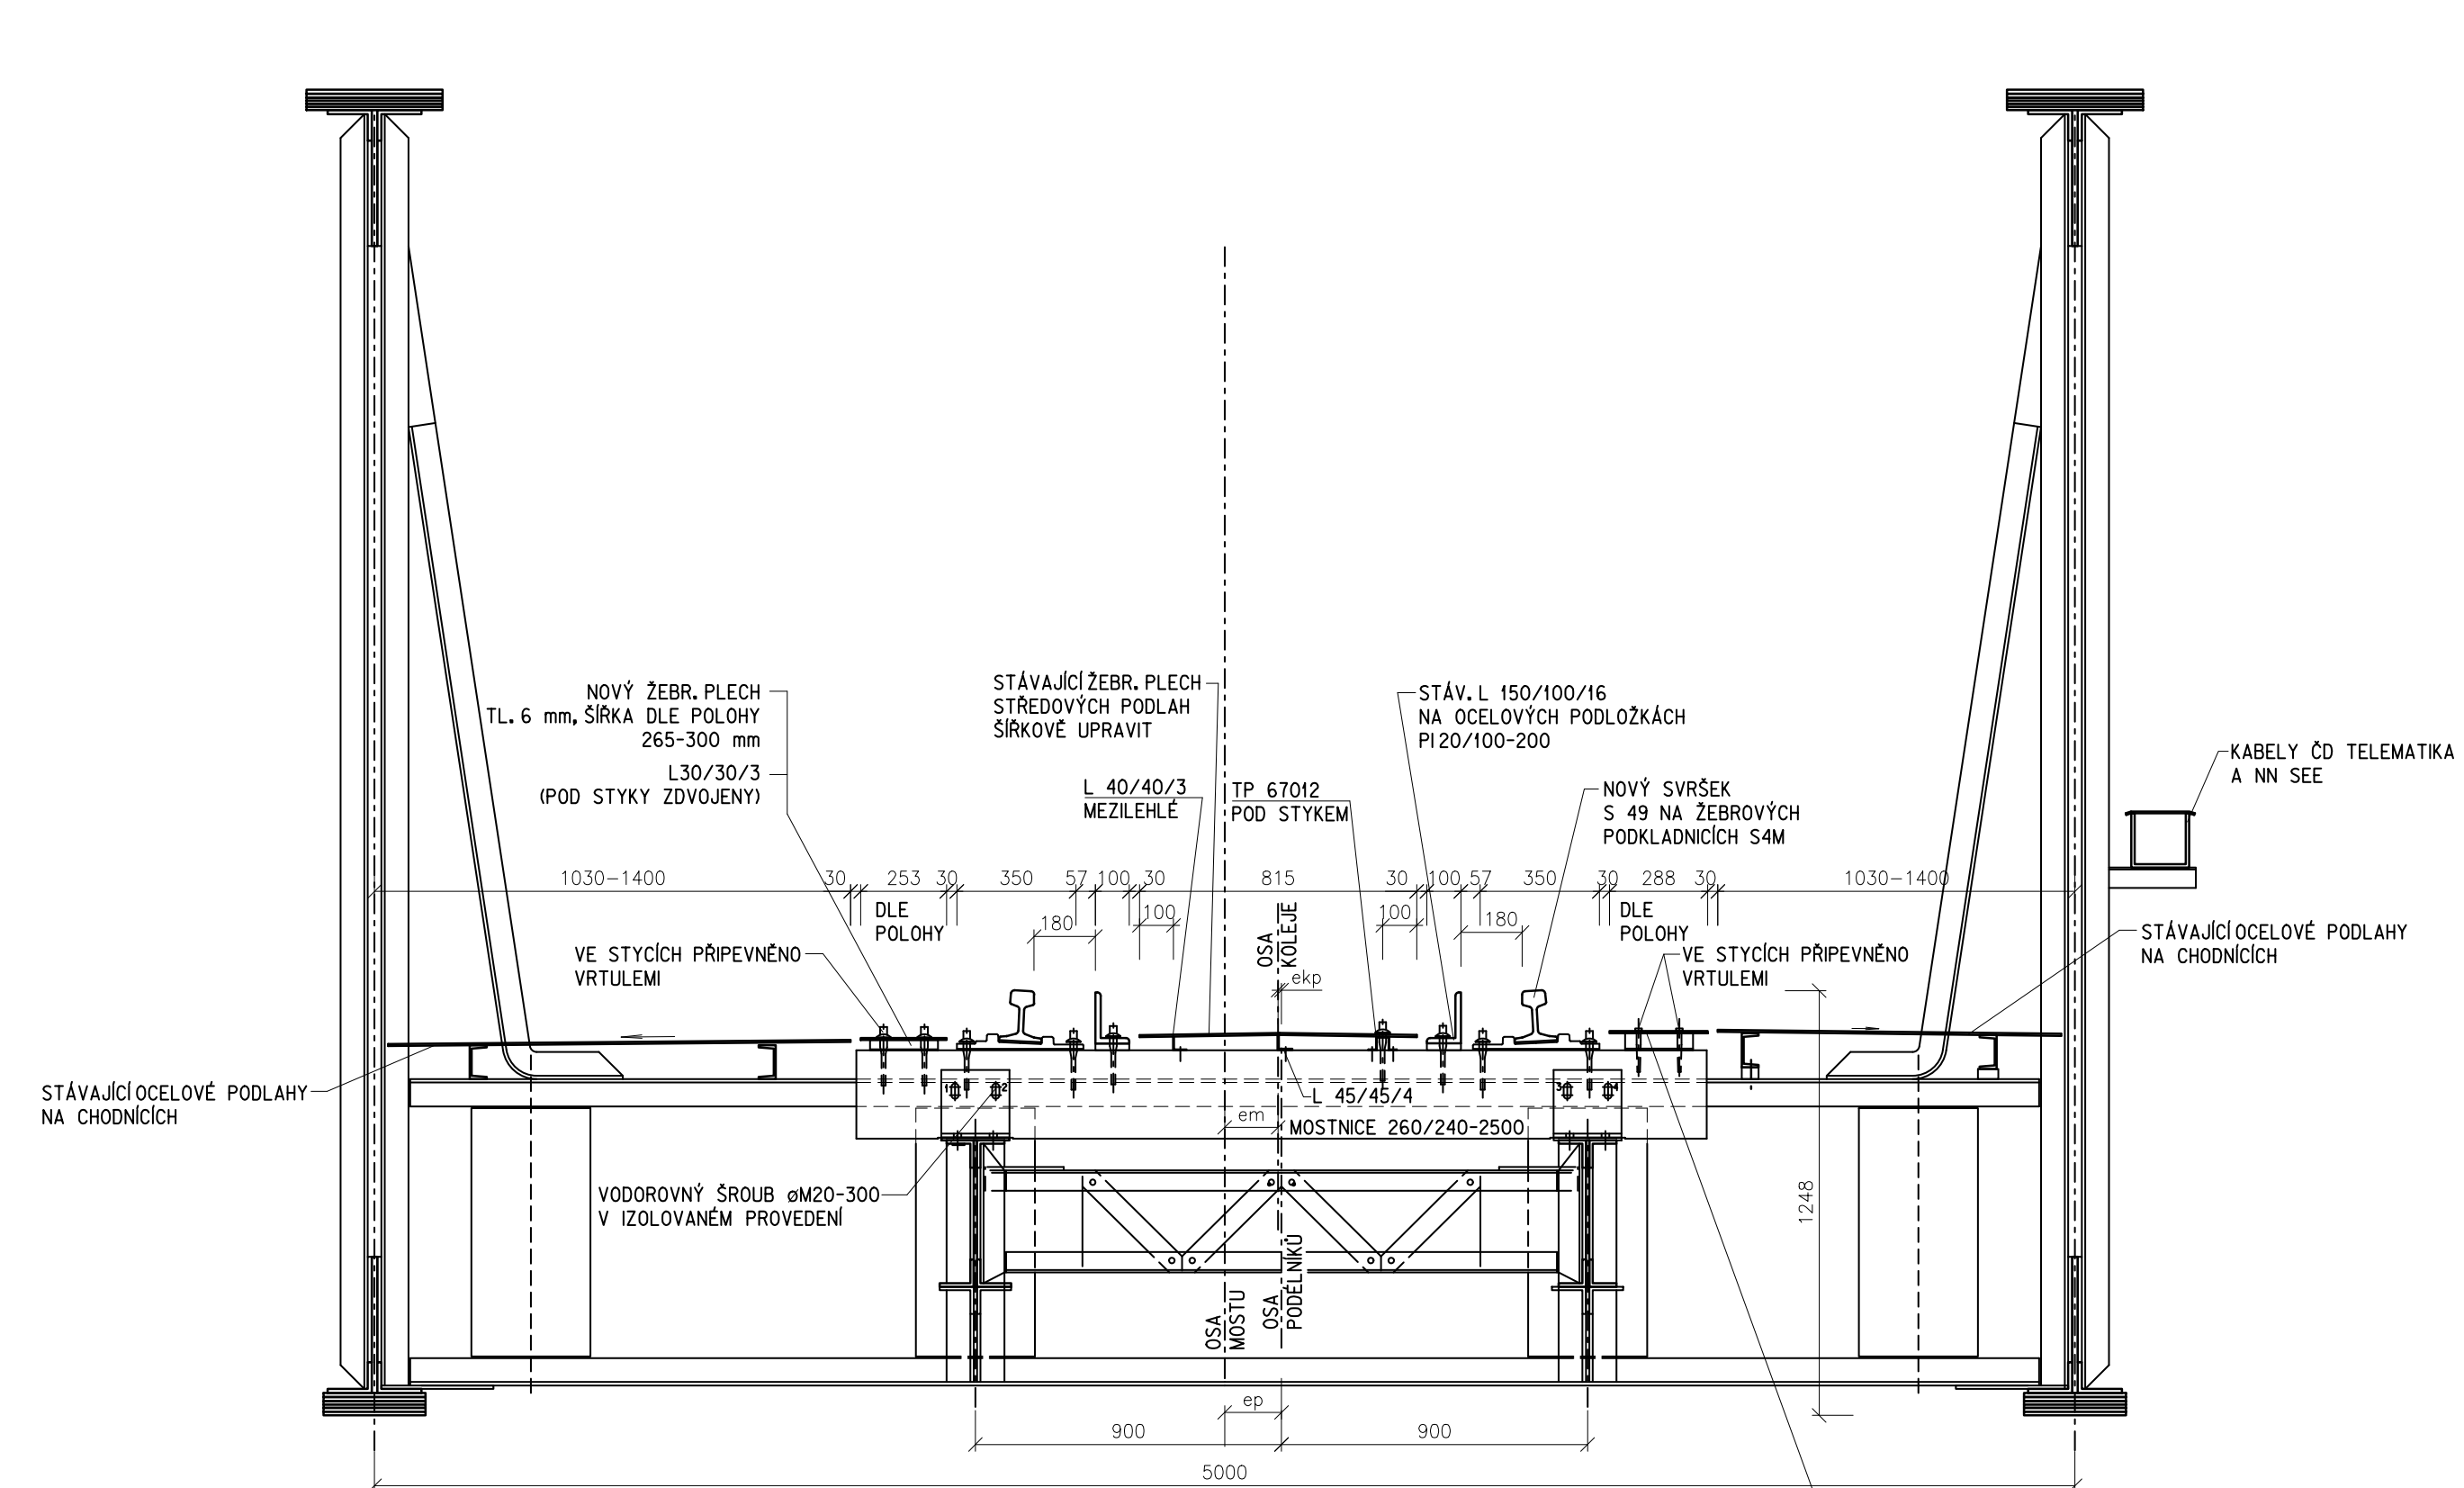 NOVÝ ŽEBR. PLECH
TL. 6 mm, ŠÍŘKA DLE POLOHY
265-300 mm
L30/30/3
(POD STYKY ZDVOJENY)
STÁVAJÍCÍ ŽEBR. PLECH
STŘEDOVÝCH PODLAH
ŠÍŘKOVĚ UPRAVIT
L 40/40/3
MEZILEHLÉ
TP 67012
POD STYKEM
STÁV. L 150/100/16
NA OCELOVÝCH PODLOŽKÁCH
Pl 20/100-200
NOVÝ SVRŠEK
S 49 NA ŽEBROVÝCH
PODKLADNICÍCH S4M
KABELY ČD TELEMATIKA
A NN SEE
1030-1400 30 253 30 350 57 100 30 815 30 100 57 350 30 288 30 1030-1400
DLE
POLOHY
180
100
100
180
DLE
POLOHY
OSA
KOLEJE
ekp
VE STYCÍCH PŘIPEVNĚNO
VRTULEMI
VE STYCÍCH PŘIPEVNĚNO
VRTULEMI
STÁVAJÍCÍ OCELOVÉ PODLAHY
NA CHODNÍCÍCH
STÁVAJÍCÍ OCELOVÉ PODLAHY
NA CHODNÍCÍCH
1 2 3 4
L 45/45/4
em
MOSTNICE 260/240-2500
VODOROVNÝ ŠROUB øM20-300
V IZOLOVANÉM PROVEDENÍ
1248
OSA
MOSTU
OSA
PODÉLNÍKŮ
ep
900 900
5000